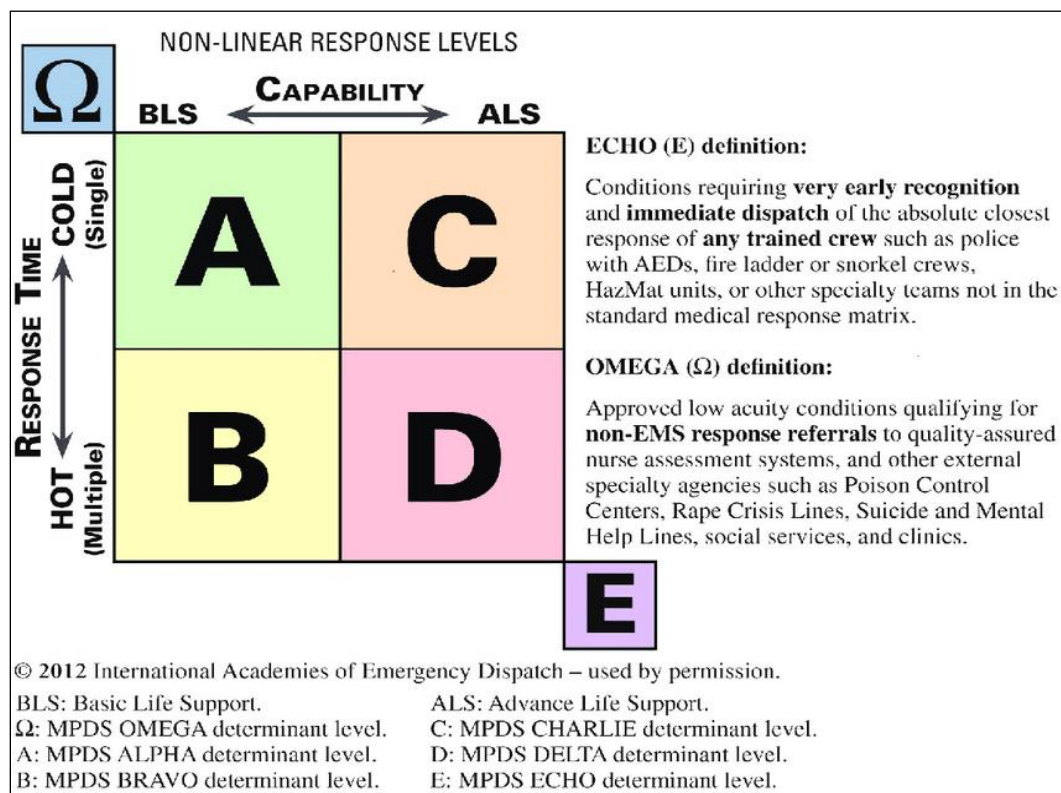 NON-LINEAR RESPONSE LEVELS
Ω
CAPABILITY
BLS
ALS
RESPONSE TIME
COLD
(Single)
HOT
(Multiple)
A
C
B
D
E
ECHO (E) definition:
Conditions requiring very early recognition
and immediate dispatch of the absolute closest
response of any trained crew such as police
with AEDs, fire ladder or snorkel crews,
HazMat units, or other specialty teams not in the
standard medical response matrix.
OMEGA (Ω) definition:
Approved low acuity conditions qualifying for
non-EMS response referrals to quality-assured
nurse assessment systems, and other external
specialty agencies such as Poison Control
Centers, Rape Crisis Lines, Suicide and Mental
Help Lines, social services, and clinics.
© 2012 International Academies of Emergency Dispatch – used by permission.
BLS: Basic Life Support.
Ω: MPDS OMEGA determinant level.
A: MPDS ALPHA determinant level.
B: MPDS BRAVO determinant level.
ALS: Advance Life Support.
C: MPDS CHARLIE determinant level.
D: MPDS DELTA determinant level.
E: MPDS ECHO determinant level.